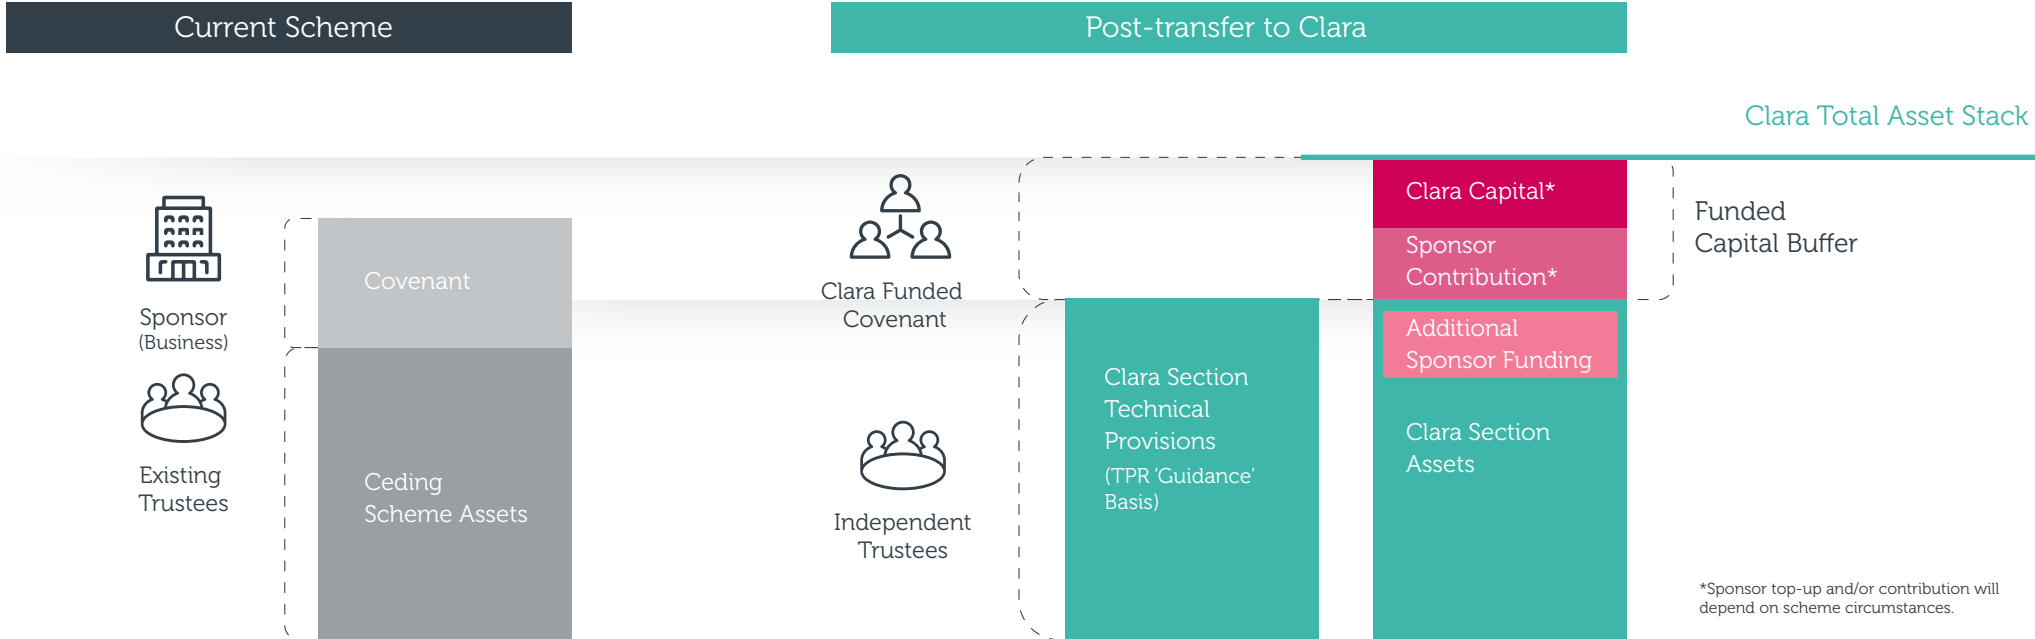 Current Scheme
Post-transfer to Clara
Clara Total Asset Stack
Sponsor
(Business)
Existing
Trustees
Covenant
Ceding
Scheme Assets
Clara Funded
Covenant
Independent
Trustees
Clara Section
Technical
Provisions
(TPR ‘Guidance’
Basis)
Clara Capital*
Sponsor
Contribution*
Additional
Sponsor Funding
Clara Section
Assets
Funded
Capital Buffer
*Sponsor top-up and/or contribution will
depend on scheme circumstances.